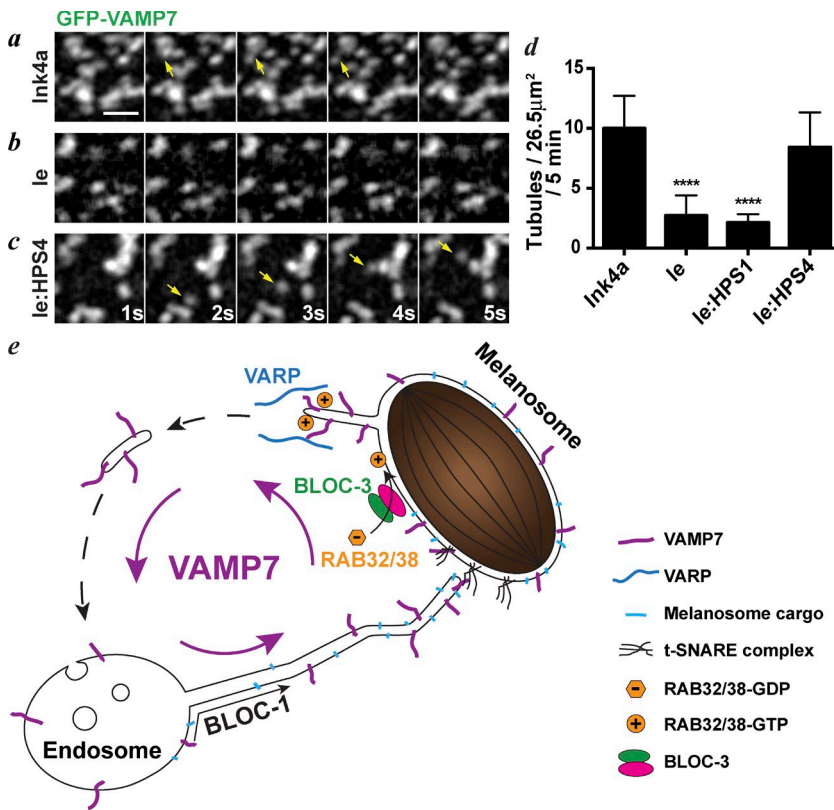 GFP-VAMP7
a
Ink4a
b
le
c
le:HPS4
1s
2s
3s
4s
5s
d
Tubules / 26.5µm²
/ 5 min
15
10
5
0
****
****
Ink4a
le
le:HPS1
le:HPS4
e
VARP
Melanosome
BLOC-3
RAB32/38
VAMP7
BLOC-1
Endosome
VAMP7
VARP
Melanosome cargo
t-SNARE complex
RAB32/38-GDP
RAB32/38-GTP
BLOC-3